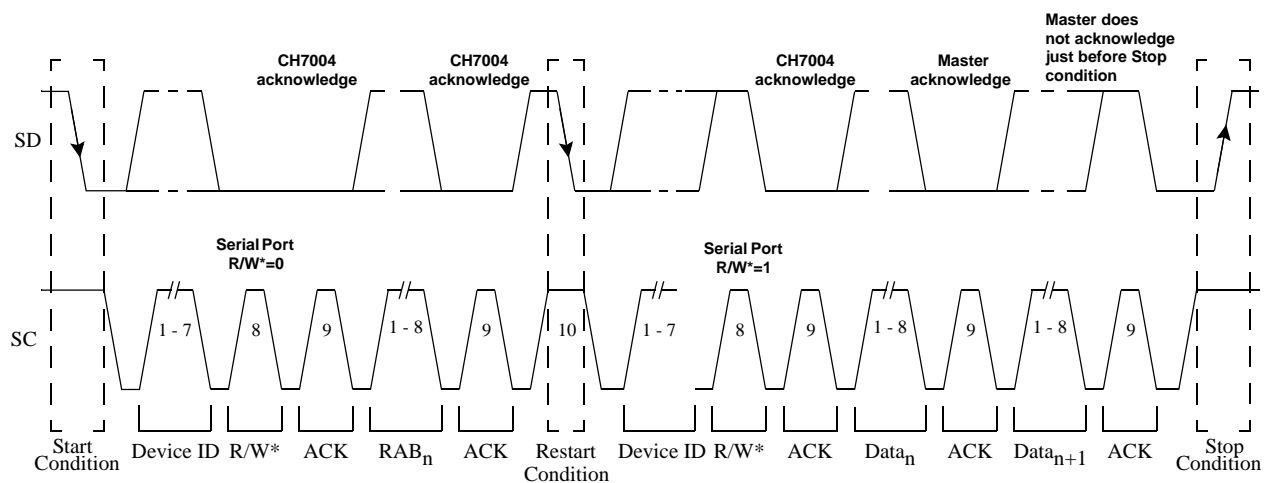 CH7004
acknowledge
CH7004
acknowledge
CH7004
acknowledge
Master
acknowledge
Master does
not acknowledge
just before Stop
condition
SD
Serial Port
R/W*=0
Serial Port
R/W*=1
SC
1 - 7
8
9
1 - 8
9
10
1 - 7
8
9
1 - 8
9
1 - 8
9
Start
Condition
Device ID
R/W*
ACK
RABn
ACK
Restart
Condition
Device ID
R/W*
ACK
Datan
ACK
Datan+1
ACK
Stop
Condition